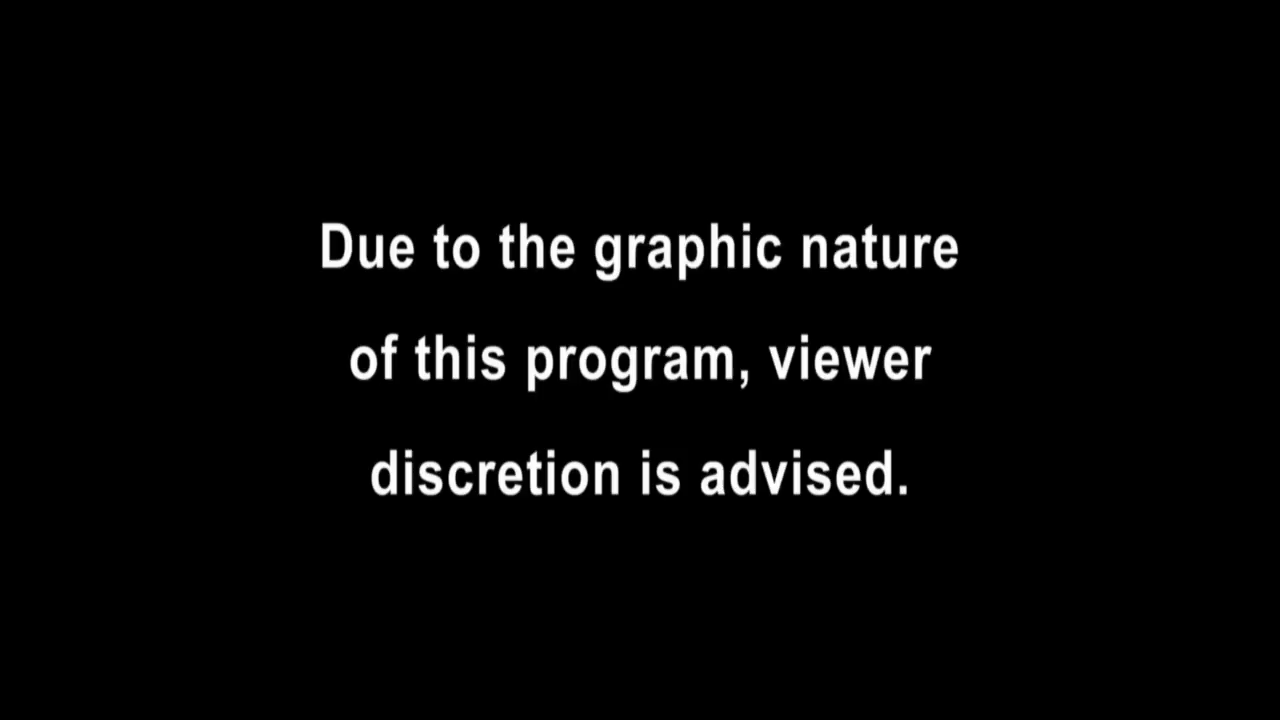 Due to the graphic nature
of this program, viewer
discretion is advised.